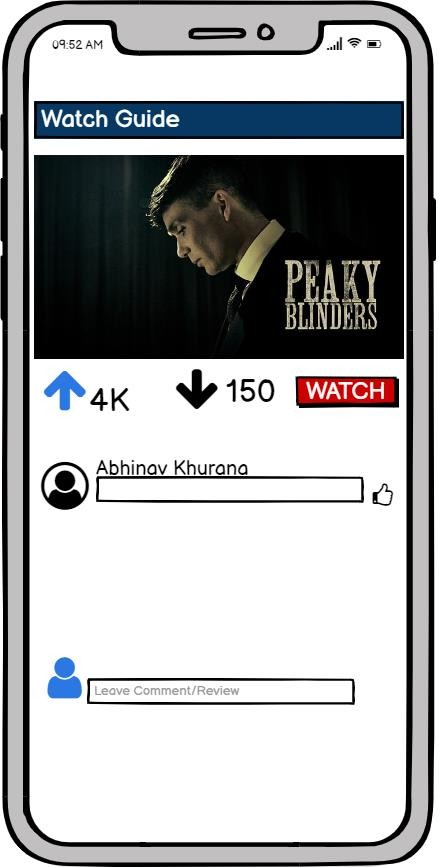 09:52 AM
Watch Guide
PEAKY
BLINDERS
4K
150
WATCH
Abhinav Khurana
Leave Comment/Review